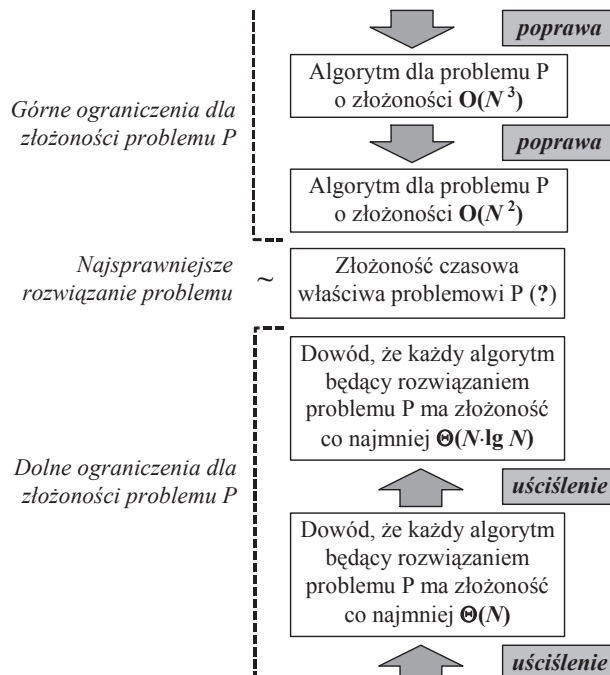 poprawa
Algorytm dla problemu P
o złożoności O(N³)
Górne ograniczenia dla
złożoności problemu P
poprawa
Algorytm dla problemu P
o złożoności O(N²)
Najsprawniejsze
rozwiązanie problemu
~
Złożoność czasowa
właściwa problemowi P (?)
Dowód, że każdy algorytm
będący rozwiązaniem
problemu P ma złożoność
co najmniej Θ(N·lg N)
Dolne ograniczenia dla
złożoności problemu P
uściślenie
Dowód, że każdy algorytm
będący rozwiązaniem
problemu P ma złożoność
co najmniej Θ(N)
uściślenie